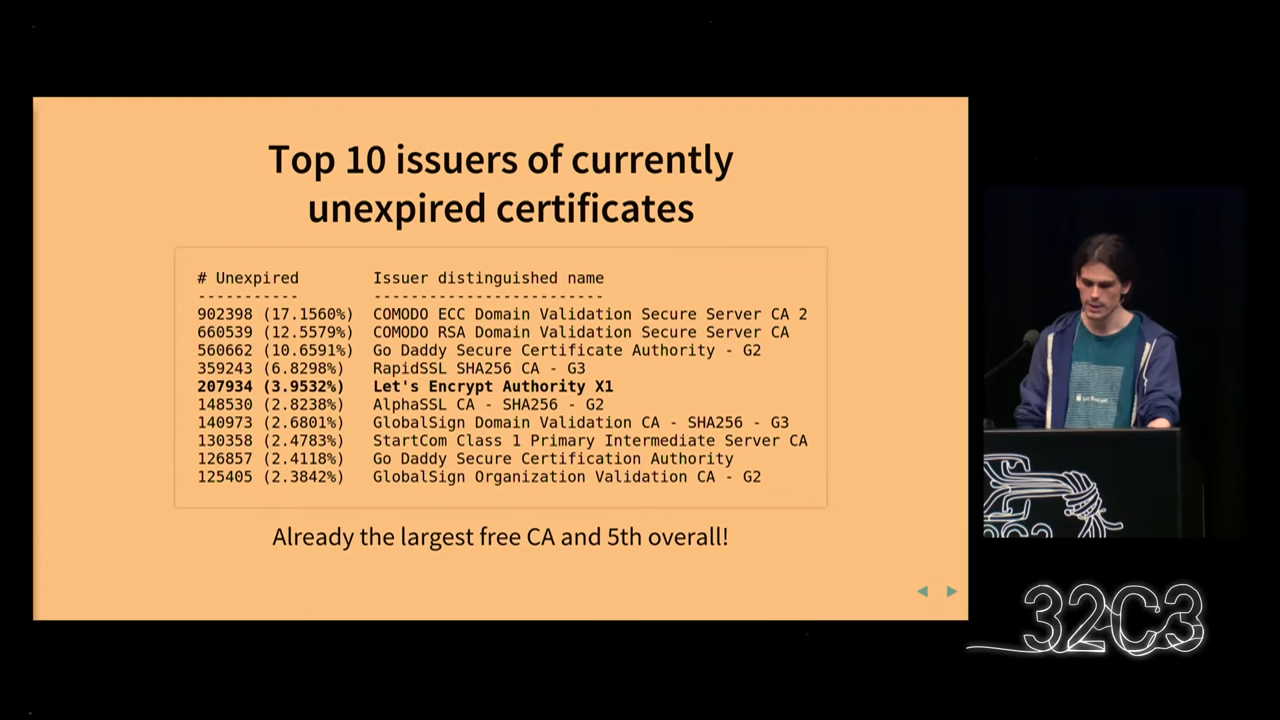 Top 10 issuers of currently
unexpired certificates
# Unexpired        Issuer distinguished name
-----------        -------------------------
902398 (17.1560%)  COMODO ECC Domain Validation Secure Server CA 2
660539 (12.5579%)  COMODO RSA Domain Validation Secure Server CA
560662 (10.6591%)  Go Daddy Secure Certificate Authority - G2
359243 (6.8298%)   RapidSSL SHA256 CA - G3
207934 (3.9532%)   Let's Encrypt Authority X1
148530 (2.8238%)   AlphaSSL CA - SHA256 - G2
140973 (2.6801%)   GlobalSign Domain Validation CA - SHA256 - G3
130358 (2.4783%)   StartCom Class 1 Primary Intermediate Server CA
126857 (2.4118%)   Go Daddy Secure Certification Authority
125405 (2.3842%)   GlobalSign Organization Validation CA - G2
Already the largest free CA and 5th overall!
32C3